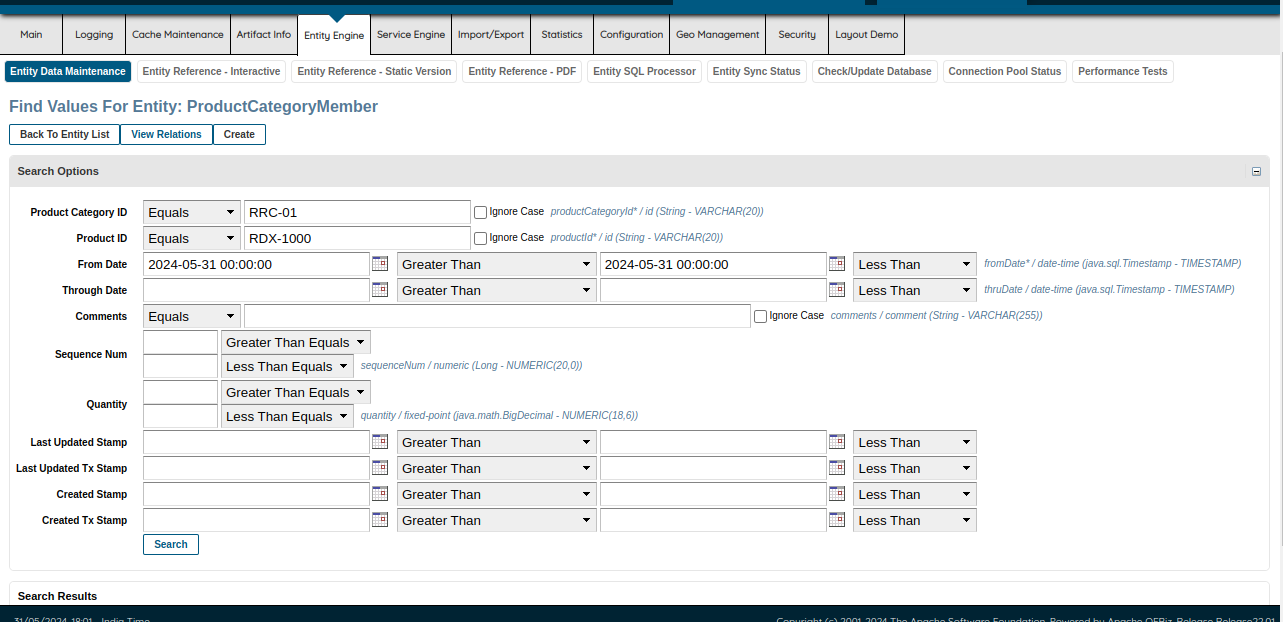 Main Logging Cache Maintenance Artifact Info Entity Engine Service Engine Import/Export Statistics Configuration Geo Management Security Layout Demo
Entity Data Maintenance Entity Reference - Interactive Entity Reference - Static Version Entity Reference - PDF Entity SQL Processor Entity Sync Status Check/Update Database Connection Pool Status Performance Tests
Find Values For Entity: ProductCategoryMember
Back To Entity List View Relations Create
Search Options
Product Category ID Equals RRC-01 Ignore Case productCategoryId* / id (String - VARCHAR(20))
Product ID Equals RDX-1000 Ignore Case productId* / id (String - VARCHAR(20))
From Date 2024-05-31 00:00:00 Greater Than 2024-05-31 00:00:00 Less Than fromDate* / date-time (java.sql.Timestamp - TIMESTAMP)
Through Date Greater Than Less Than thruDate / date-time (java.sql.Timestamp - TIMESTAMP)
Comments Equals Ignore Case comments / comment (String - VARCHAR(255))
Sequence Num Greater Than Equals
Less Than Equals sequenceNum / numeric (Long - NUMERIC(20,0))
Quantity Greater Than Equals
Less Than Equals quantity / fixed-point (java.math.BigDecimal - NUMERIC(18,6))
Last Updated Stamp Greater Than Less Than
Last Updated Tx Stamp Greater Than Less Than
Created Stamp Greater Than Less Than
Created Tx Stamp Greater Than Less Than
Search
Search Results
31/05/2024, 18:01 - India Time Copyright (c) 2001-2024 The Apache Software Foundation. Powered by Apache OFBiz. Release Release22.01